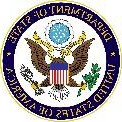 DEPARTMENT OF STATE
UNITED STATES OF AMERICA